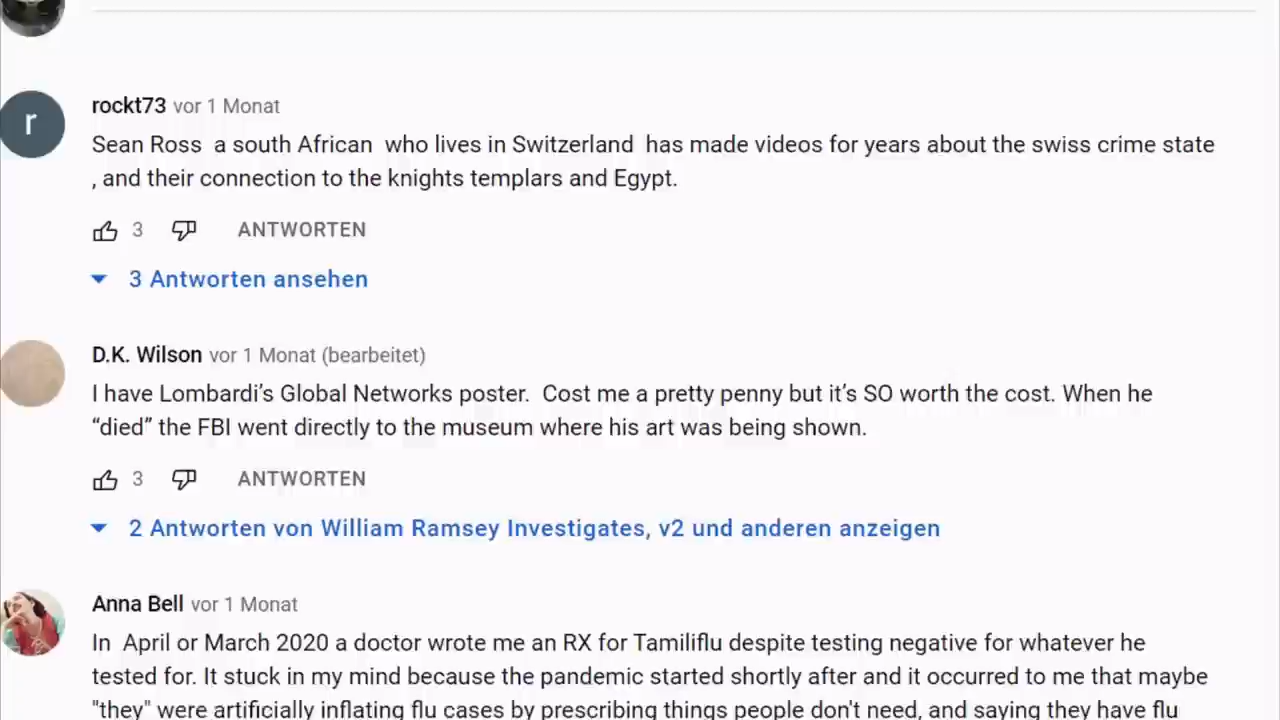 r
rockt73 vor 1 Monat
Sean Ross a south African who lives in Switzerland has made videos for years about the swiss crime state
, and their connection to the knights templars and Egypt.
3 ANTWORTEN
3 Antworten ansehen
D.K. Wilson vor 1 Monat (bearbeitet)
I have Lombardi’s Global Networks poster. Cost me a pretty penny but it’s SO worth the cost. When he
“died” the FBI went directly to the museum where his art was being shown.
3 ANTWORTEN
2 Antworten von William Ramsey Investigates, v2 und anderen anzeigen
Anna Bell vor 1 Monat
In April or March 2020 a doctor wrote me an RX for Tamiliflu despite testing negative for whatever he
tested for. It stuck in my mind because the pandemic started shortly after and it occurred to me that maybe
"they" were artificially inflating flu cases by prescribing things people don't need, and saying they have flu